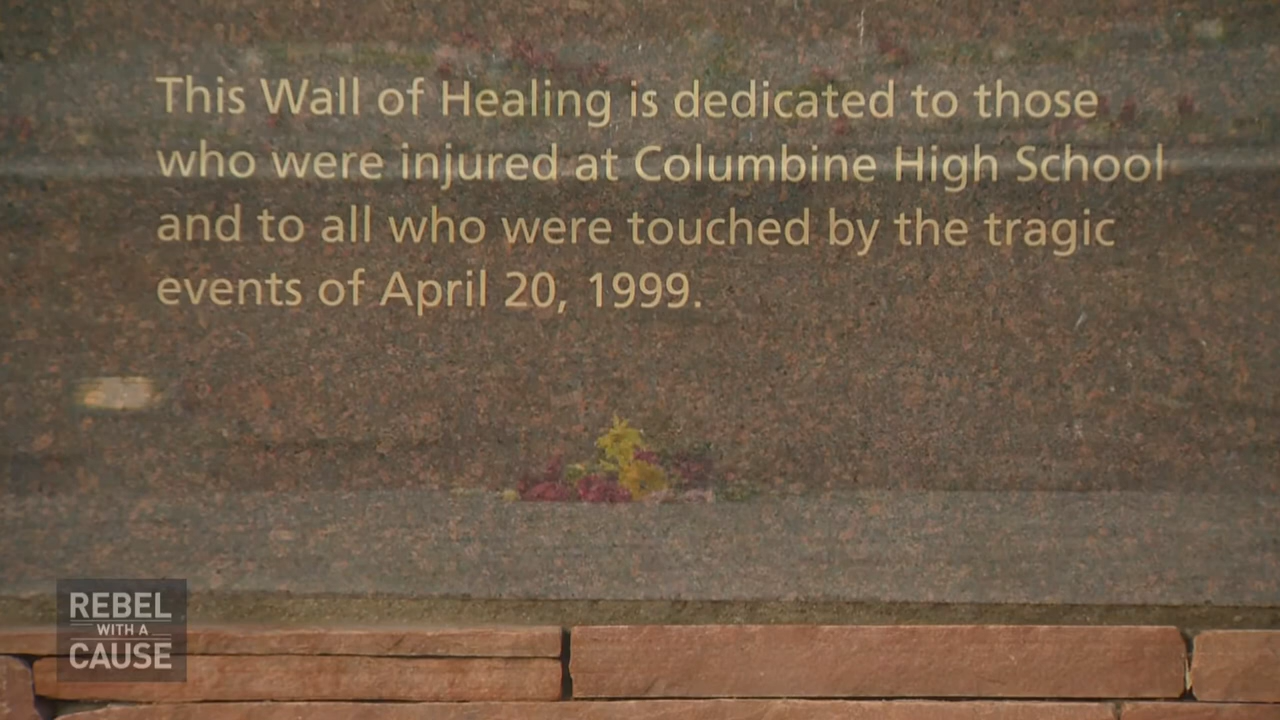 This Wall of Healing is dedicated to those
who were injured at Columbine High School
and to all who were touched by the tragic
events of April 20, 1999.
REBEL
WITH A
CAUSE